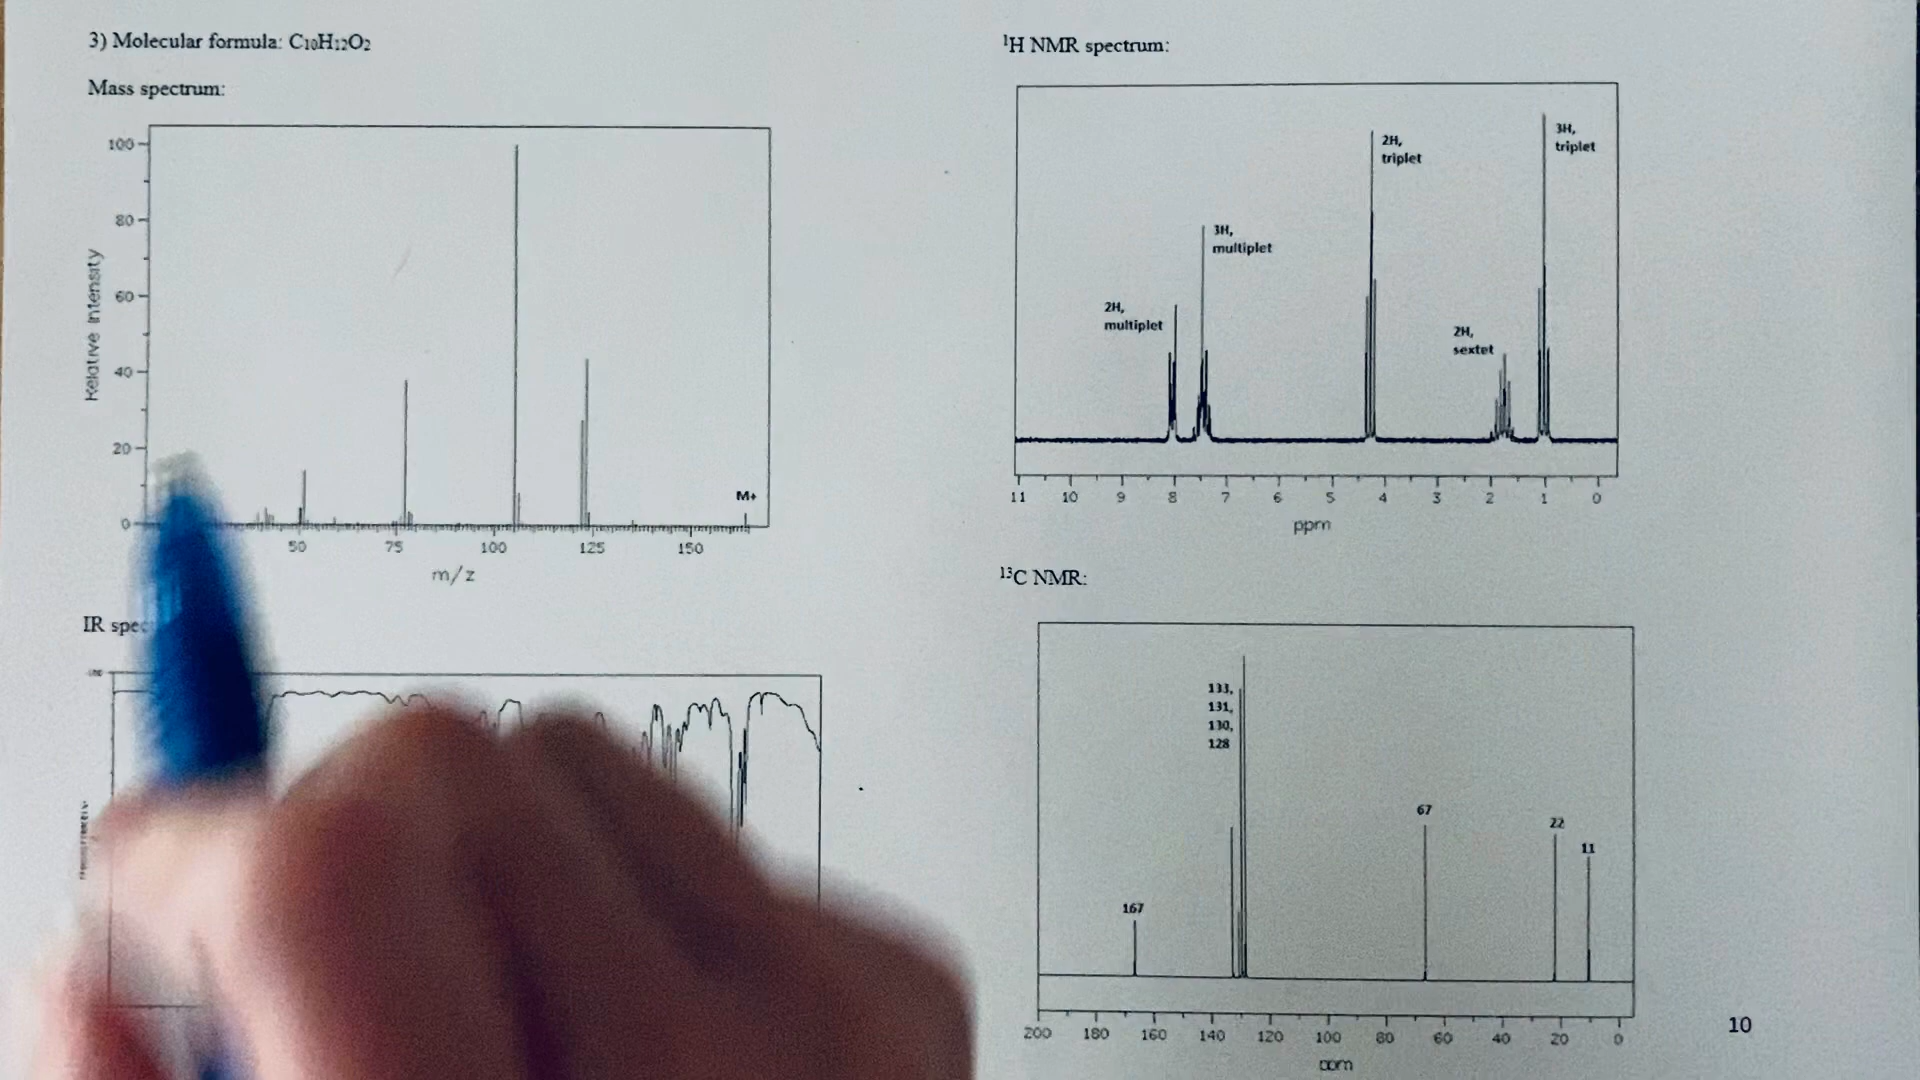 3) Molecular formula: C₁₀H₁₂O₂
Mass spectrum:
100
80
60
40
20
0
Relative Intensity
M+
50 75 100 125 150
m/z
IR spec
¹H NMR spectrum:
2H,
multiplet
3H,
multiplet
2H,
triplet
2H,
sextet
3H,
triplet
11 10 9 8 7 6 5 4 3 2 1 0
ppm
¹³C NMR:
167
133,
131,
130,
128
67
22
11
200 180 160 140 120 100 80 60 40 20 0
ppm
10